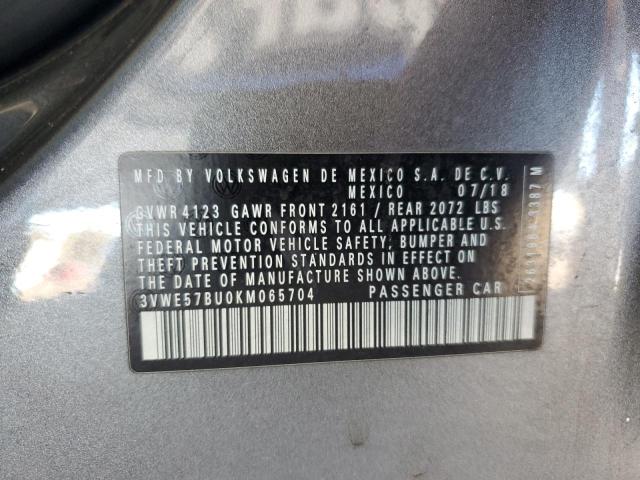 MFD BY VOLKSWAGEN DE MEXICO S.A. DE C.V.
MEXICO 07/18
GVWR 4123 GAWR FRONT 2161 / REAR 2072 LBS
THIS VEHICLE CONFORMS TO ALL APPLICABLE U.S.
FEDERAL MOTOR VEHICLE SAFETY, BUMPER AND
THEFT PREVENTION STANDARDS IN EFFECT ON
THE DATE OF MANUFACTURE SHOWN ABOVE.
3VWE57BU0KM065704 PASSENGER CAR